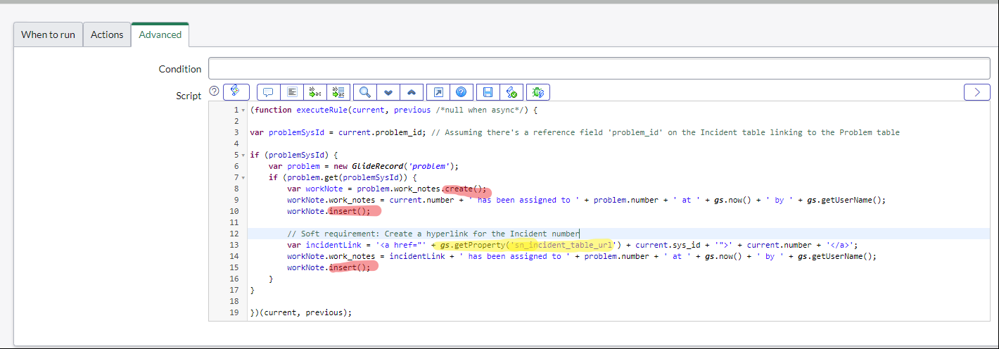 When to run
Actions
Advanced
Condition
Script
1 (function executeRule(current, previous /*null when async*/) {
2
3 var problemSysId = current.problem_id; // Assuming there's a reference field 'problem_id' on the Incident table linking to the Problem table
4
5 if (problemSysId) {
6     var problem = new GlideRecord('problem');
7     if (problem.get(problemSysId)) {
8         var workNote = problem.work_notes.create();
9         workNote.work_notes = current.number + ' has been assigned to ' + problem.number + ' at ' + gs.now() + ' by ' + gs.getUserName();
10         workNote.insert();
11
12         // Soft requirement: Create a hyperlink for the Incident number
13         var incidentLink = '<a href="' + gs.getProperty('sn_incident_table_url') + current.sys_id + '">' + current.number + '</a>';
14         workNote.work_notes = incidentLink + ' has been assigned to ' + problem.number + ' at ' + gs.now() + ' by ' + gs.getUserName();
15         workNote.insert();
16     }
17 }
18
19 })(current, previous);